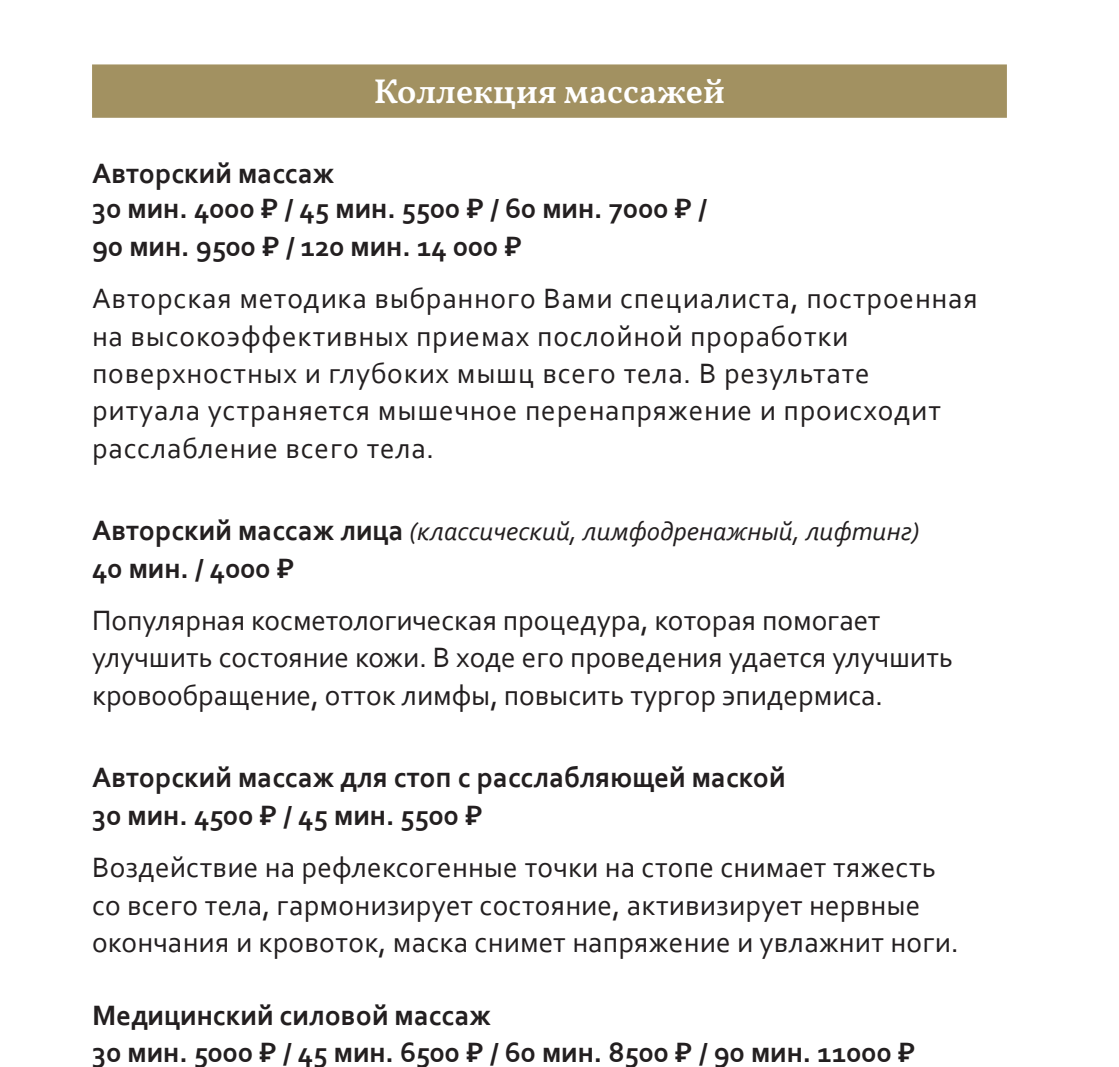 Коллекция массажей
Авторский массаж
30 мин. 4000 ₽ / 45 мин. 5500 ₽ / 60 мин. 7000 ₽ /
90 мин. 9500 ₽ / 120 мин. 14 000 ₽
Авторская методика выбранного Вами специалиста, построенная
на высокоэффективных приемах послойной проработки
поверхностных и глубоких мышц всего тела. В результате
ритуала устраняется мышечное перенапряжение и происходит
расслабление всего тела.
Авторский массаж лица (классический, лимфодренажный, лифтинг)
40 мин. / 4000 ₽
Популярная косметологическая процедура, которая помогает
улучшить состояние кожи. В ходе его проведения удается улучшить
кровообращение, отток лимфы, повысить тургор эпидермиса.
Авторский массаж для стоп с расслабляющей маской
30 мин. 4500 ₽ / 45 мин. 5500 ₽
Воздействие на рефлексогенные точки на стопе снимает тяжесть
со всего тела, гармонизирует состояние, активизирует нервные
окончания и кровоток, маска снимет напряжение и увлажнит ноги.
Медицинский силовой массаж
30 мин. 5000 ₽ / 45 мин. 6500 ₽ / 60 мин. 8500 ₽ / 90 мин. 11000 ₽